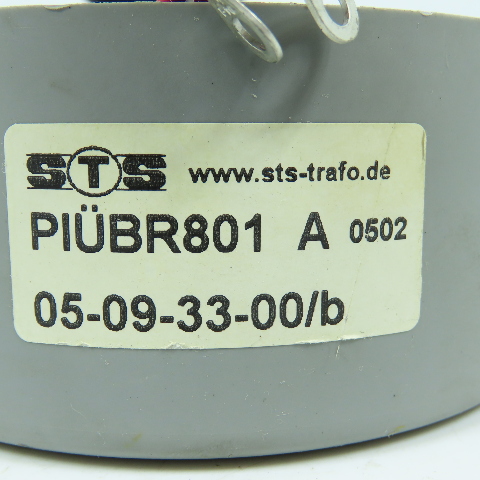 STS www.sts-trafo.de
PIÜBR801 A 0502
05-09-33-00/b